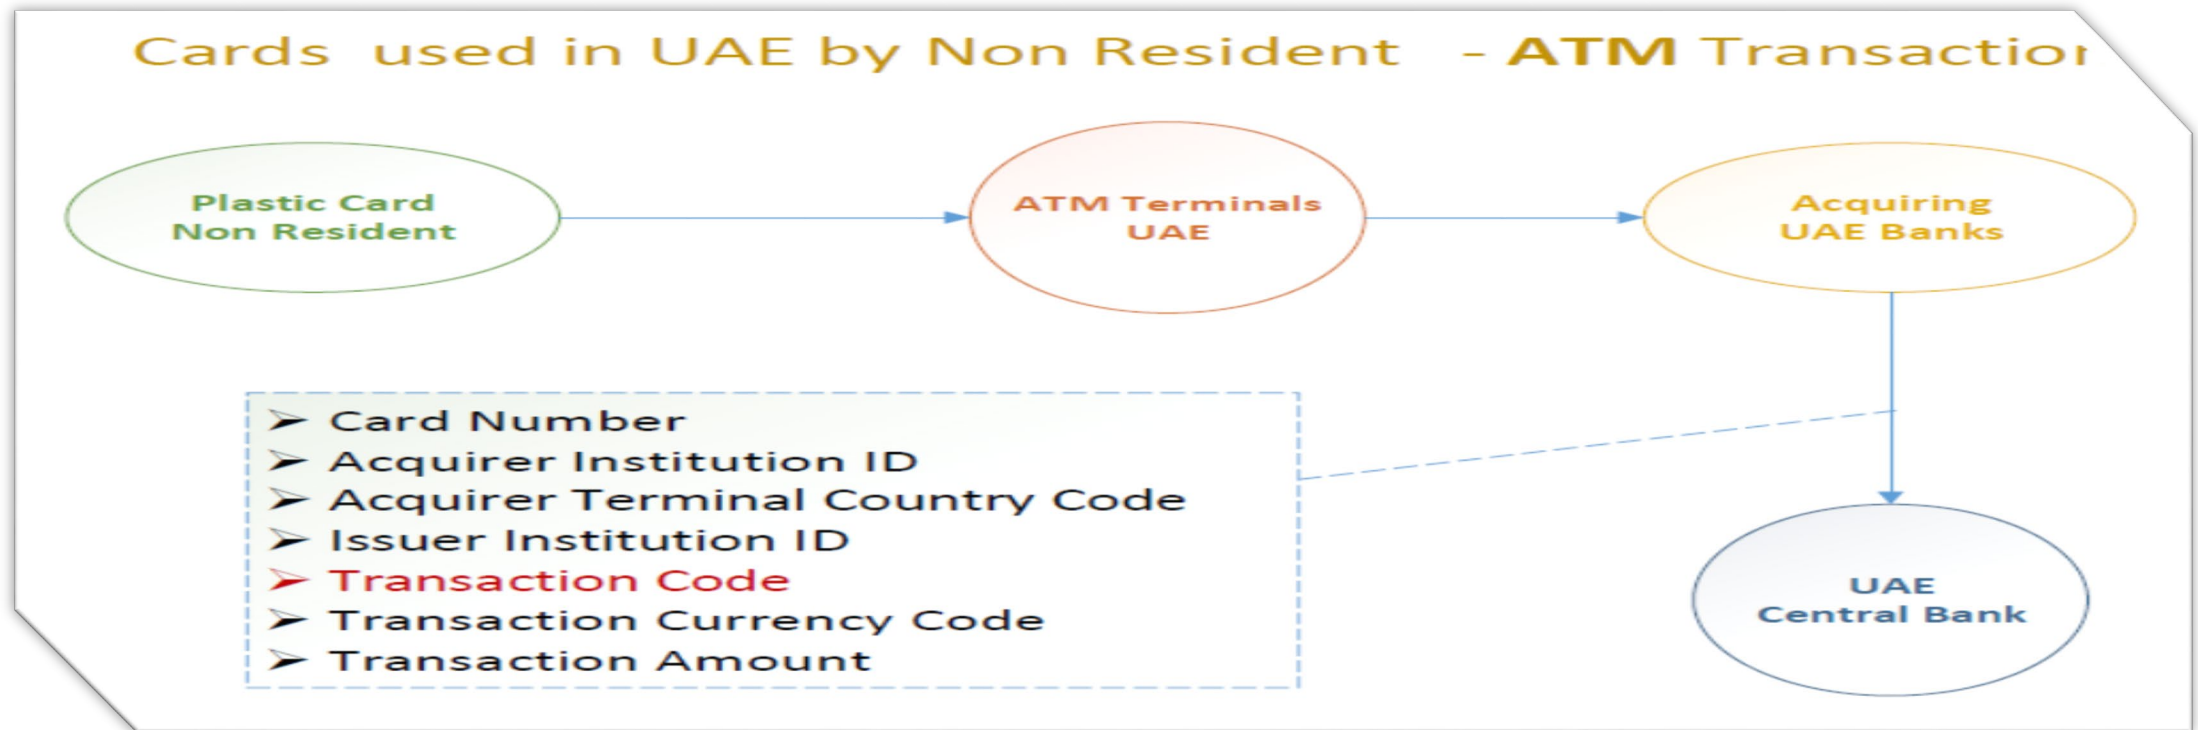 Cards used in UAE by Non Resident - ATM Transaction
Plastic Card
Non Resident
ATM Terminals
UAE
Acquiring
UAE Banks
Card Number
Acquirer Institution ID
Acquirer Terminal Country Code
Issuer Institution ID
Transaction Code
Transaction Currency Code
Transaction Amount
UAE
Central Bank